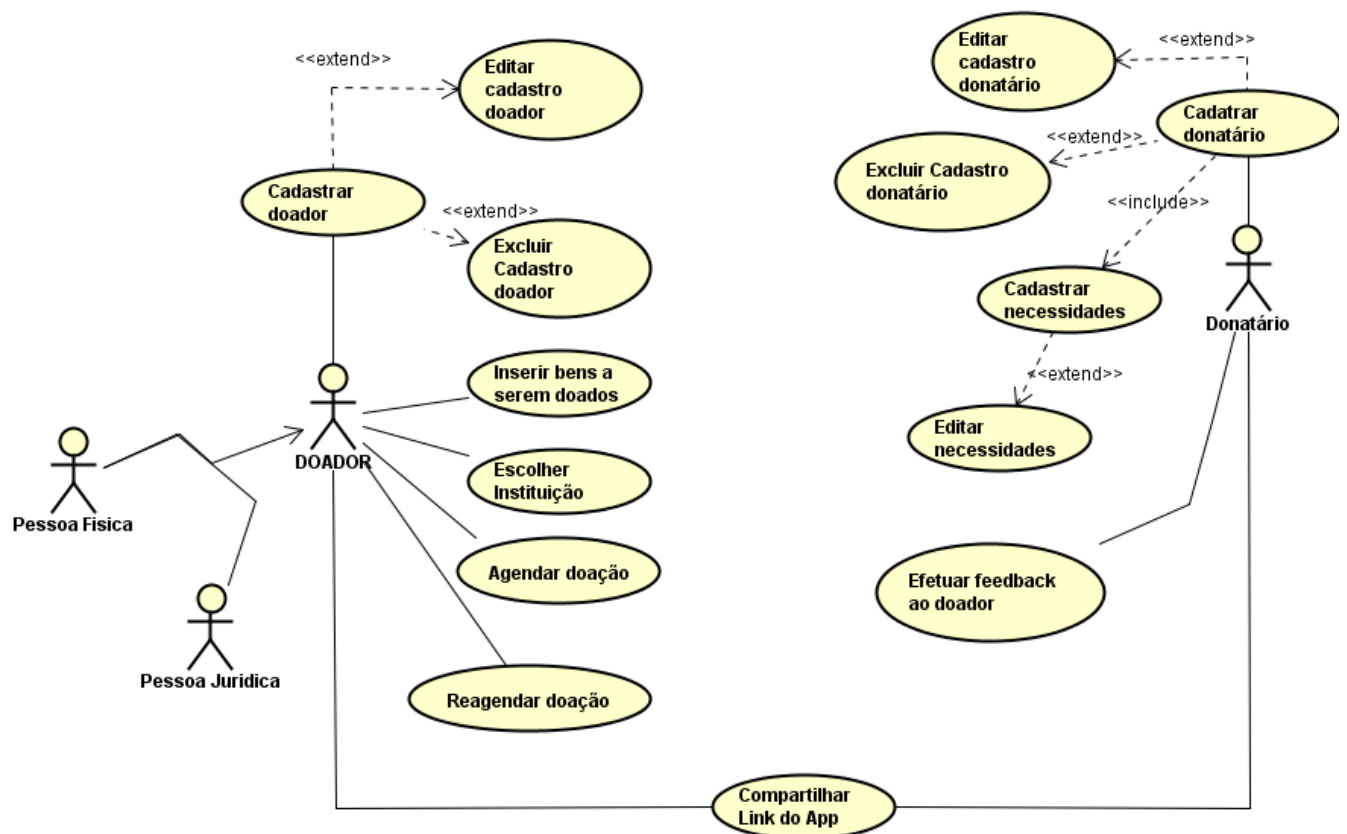 <<extend>>
Editar
cadastro
doador
Cadastrar
doador
<<extend>>
Excluir
Cadastro
doador
Inserir bens a
serem doados
DOADOR
Escolher
Instituição
Pessoa Fisica
Agendar doação
Pessoa Juridica
Reagendar doação
Editar
cadastro
donatário
<<extend>>
Cadatrar
donatário
<<extend>>
Excluir Cadastro
donatário
<<include>>
Cadastrar
necessidades
Donatário
<<extend>>
Editar
necessidades
Efetuar feedback
ao doador
Compartilhar
Link do App